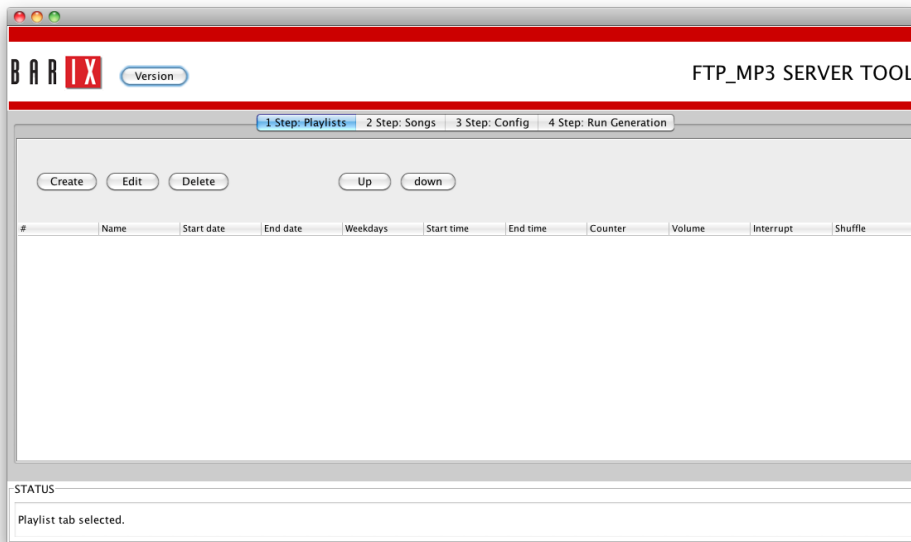 BARIX Version FTP_MP3 SERVER TOOL
1 Step: Playlists 2 Step: Songs 3 Step: Config 4 Step: Run Generation
Create Edit Delete Up down
# Name Start date End date Weekdays Start time End time Counter Volume Interrupt Shuffle
STATUS
Playlist tab selected.